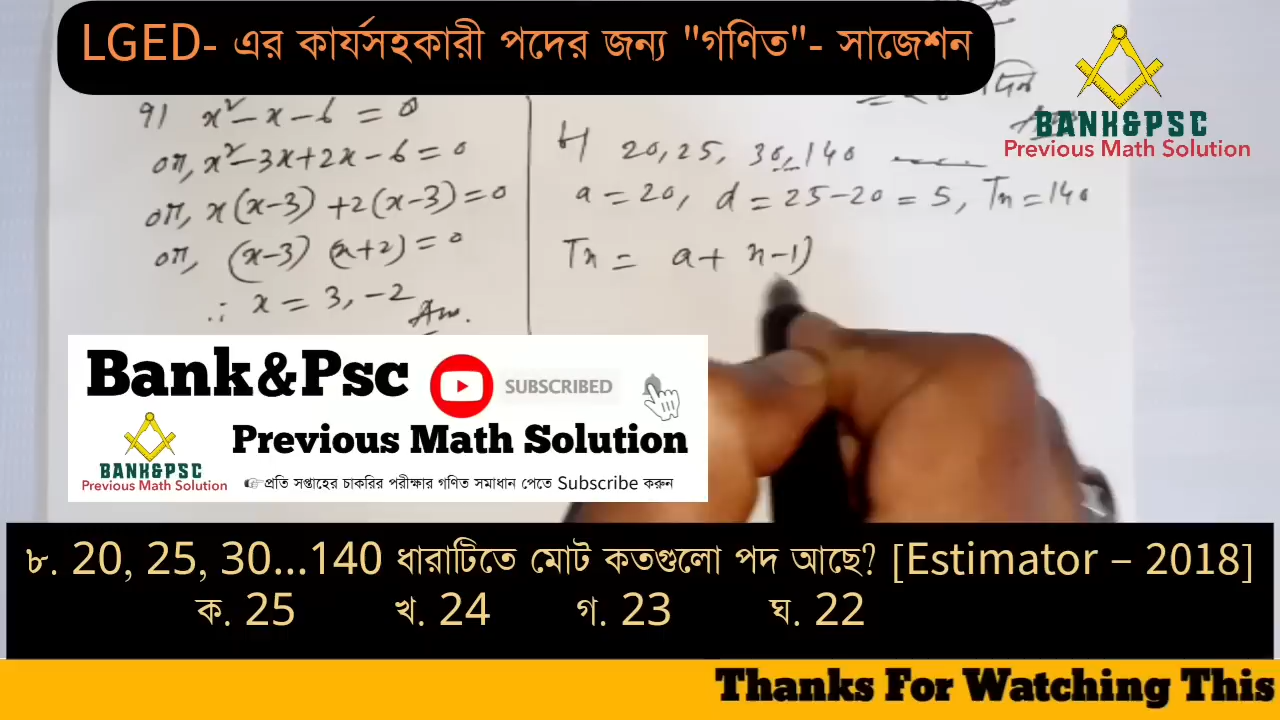 LGED- এর কার্যসহকারী পদের জন্য "গণিত"- সাজেশন
BANK&PSC
Previous Math Solution
৭। x² - x - 6 = 0
বা, x² - 3x + 2x - 6 = 0
বা, x(x-3) + 2(x-3) = 0
বা, (x-3) (x+2) = 0
∴ x = 3, -2
Ans.
দিন
Ans
৮। 20, 25, 30, 140
a = 20, d = 25 - 20 = 5, Tn = 140
Tn = a + n-1)
Bank&Psc
SUBSCRIBED
Previous Math Solution
BANK&PSC
Previous Math Solution
👉প্রতি সপ্তাহের চাকরির পরীক্ষার গণিত সমাধান পেতে Subscribe করুন
৮. 20, 25, 30...140 ধারাটিতে মোট কতগুলো পদ আছে? [Estimator – 2018]
ক. 25 খ. 24 গ. 23 ঘ. 22
Thanks For Watching This